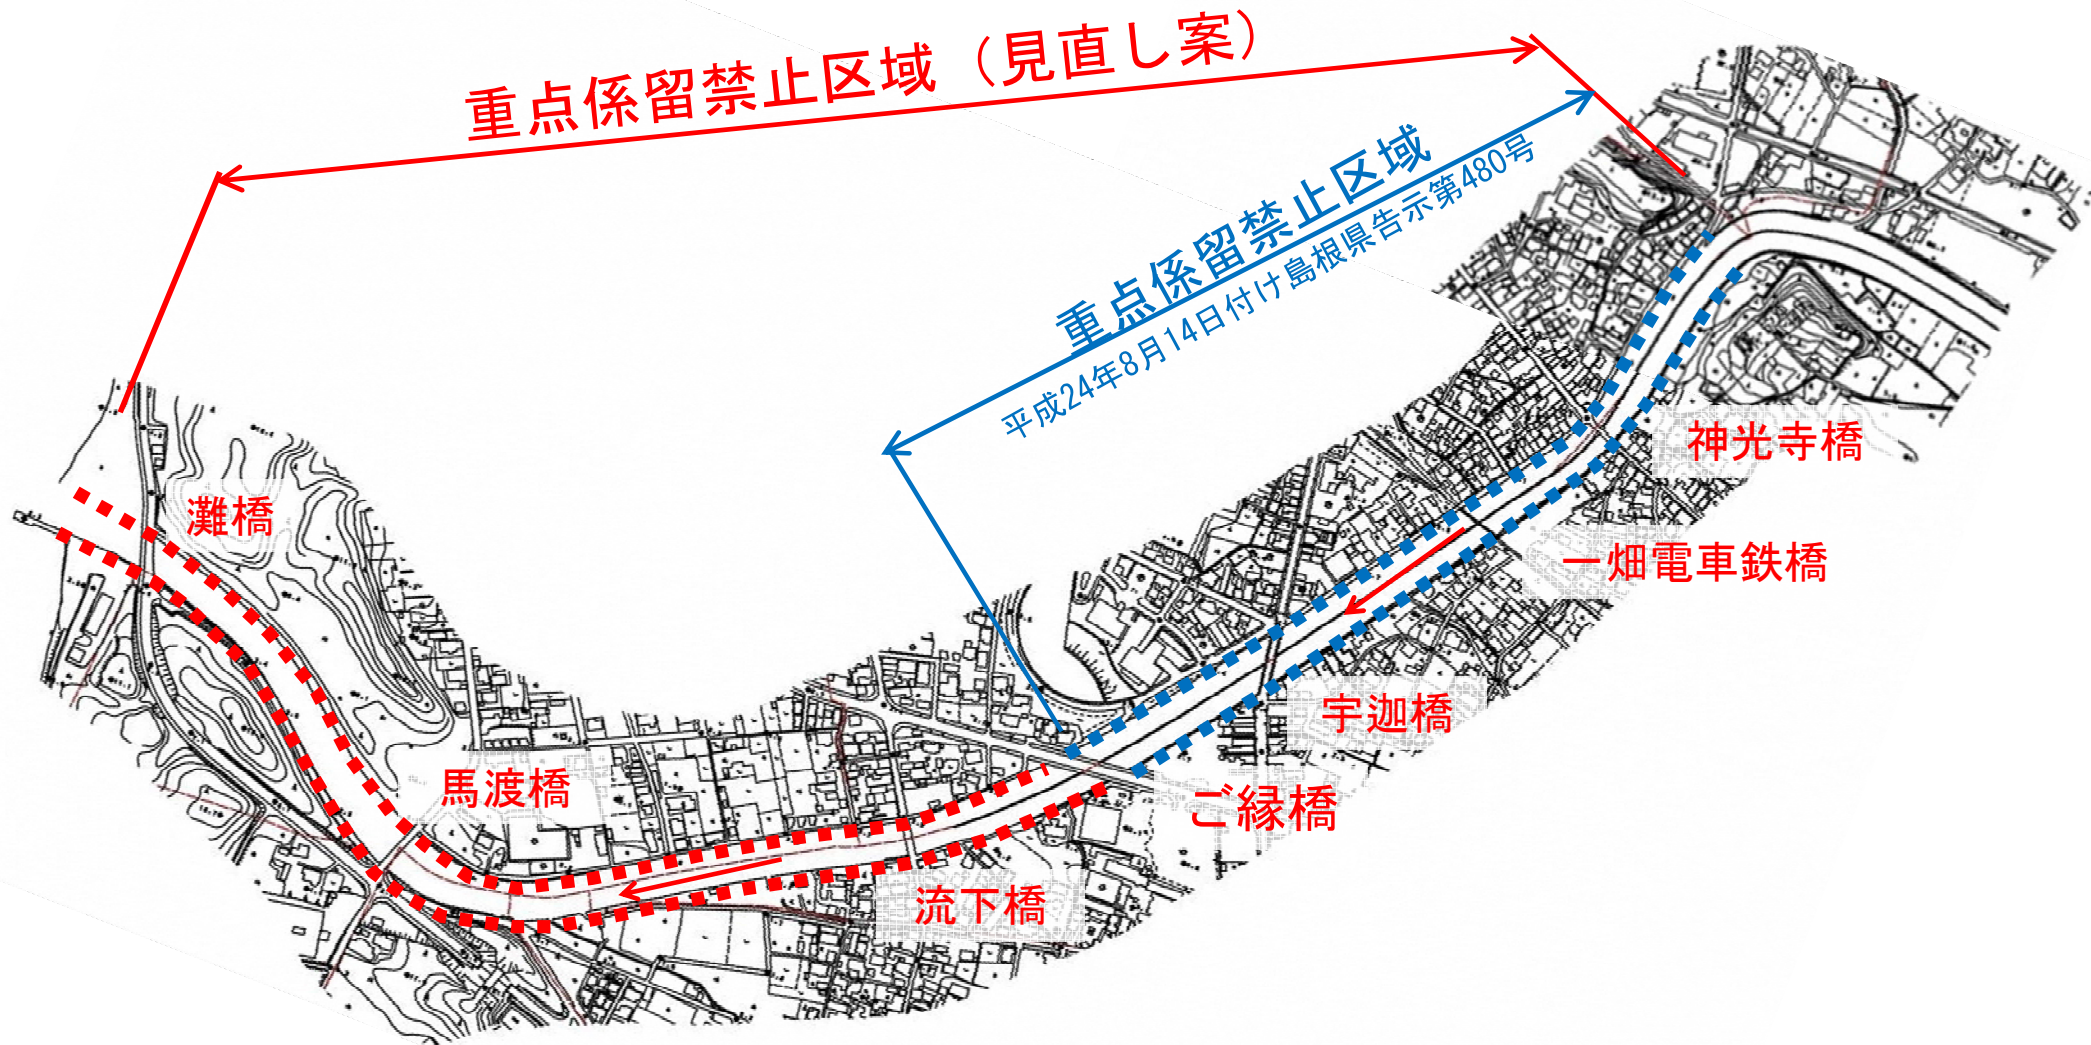 重点係留禁止区域（見直し案）
重点係留禁止区域
平成24年8月14日付け島根県告示第480号
神光寺橋
一畑電車鉄橋
宇迦橋
ご縁橋
流下橋
馬渡橋
灘橋